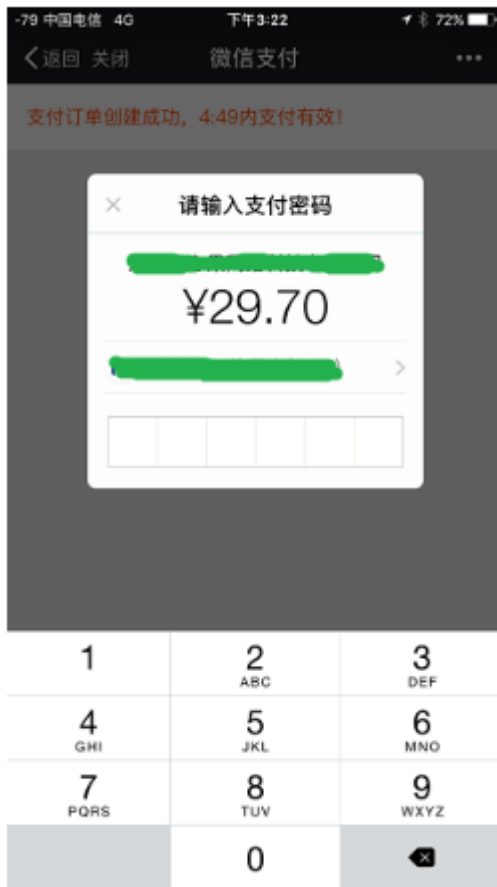 -79 中国电信 4G 下午3:22 72%
返回 关闭 微信支付
支付订单创建成功，4:49内支付有效！
请输入支付密码
¥29.70
1 2 3
ABC DEF
4 5 6
GHI JKL MNO
7 8 9
PQRS TUV WXYZ
0